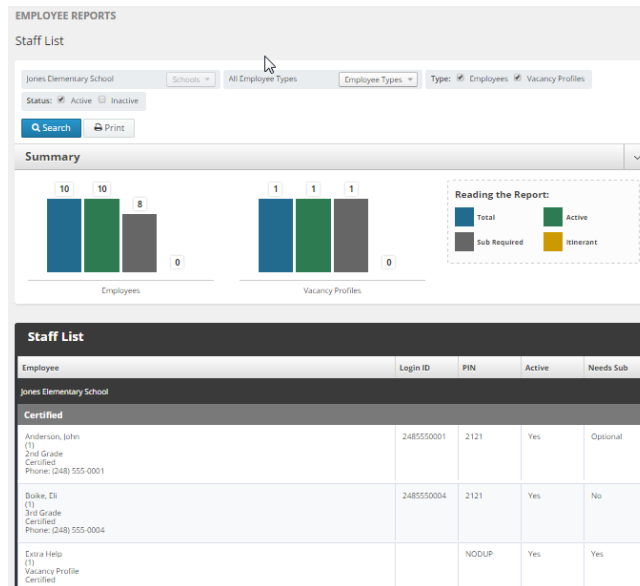 EMPLOYEE REPORTS
Staff List
Jones Elementary School Schools All Employee Types Employee Types Type: Employees Vacancy Profiles
Status: Active Inactive
Search Print
Summary
10 10 8 0 1 1 1 0
Reading the Report:
Total Active
Sub Required Itinerant
Employees Vacancy Profiles
Staff List
Employee Login ID PIN Active Needs Sub
Jones Elementary School
Certified
Anderson, John 2485550001 2121 Yes Optional
(1)
2nd Grade
Certified
Phone: (248) 555-0001
Boike, Eli 2485550004 2121 Yes No
(1)
3rd Grade
Certified
Phone: (248) 555-0004
Extra Help NODUP Yes Yes
(1)
Vacancy Profile
Certified